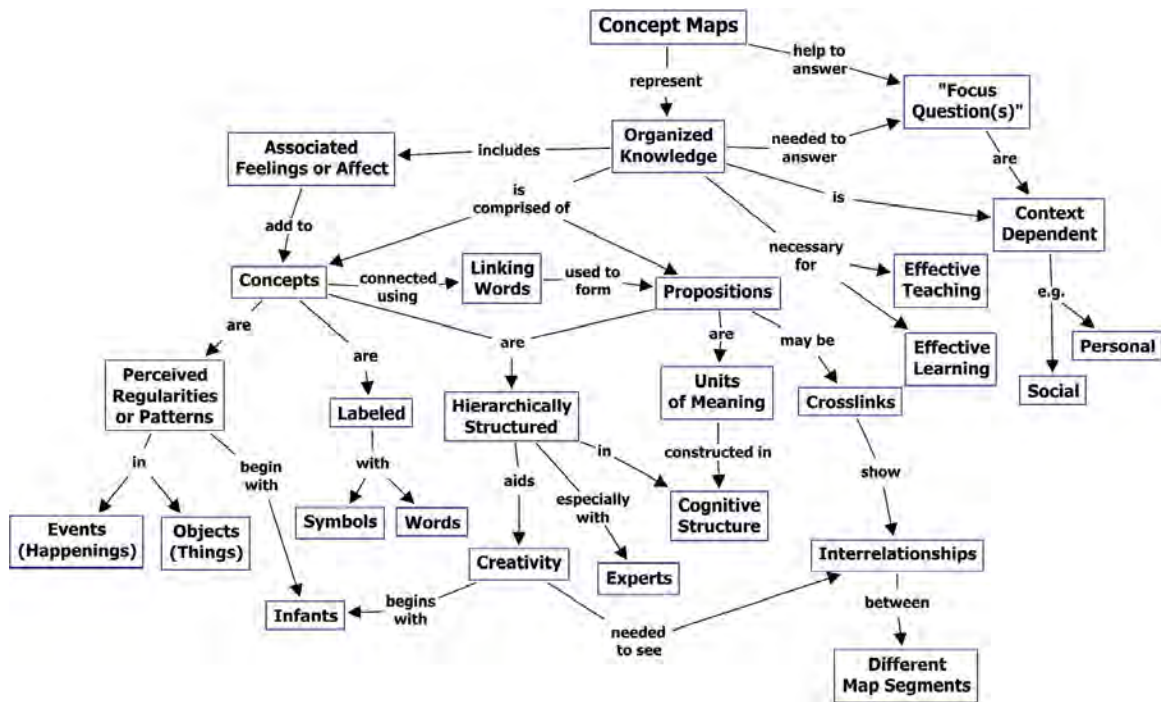 Concept Maps
help to
answer
represent
"Focus
Question(s)"
Organized
Knowledge
Associated
Feelings or Affect
includes
needed to
answer
are
is
comprised of
is
Context
Dependent
add to
necessary
for
Linking
Words
Concepts
connected
using
used to
form
Propositions
Effective
Teaching
e.g.
are
are
are
are
may be
Effective
Learning
Personal
Perceived
Regularities
or Patterns
Labeled
Hierarchically
Structured
Units
of Meaning
Crosslinks
Social
in
begin
with
with
aids
in
constructed in
show
especially
with
Events
(Happenings)
Objects
(Things)
Symbols
Words
Cognitive
Structure
Creativity
Experts
Interrelationships
Infants
begins
with
between
needed
to see
Different
Map Segments